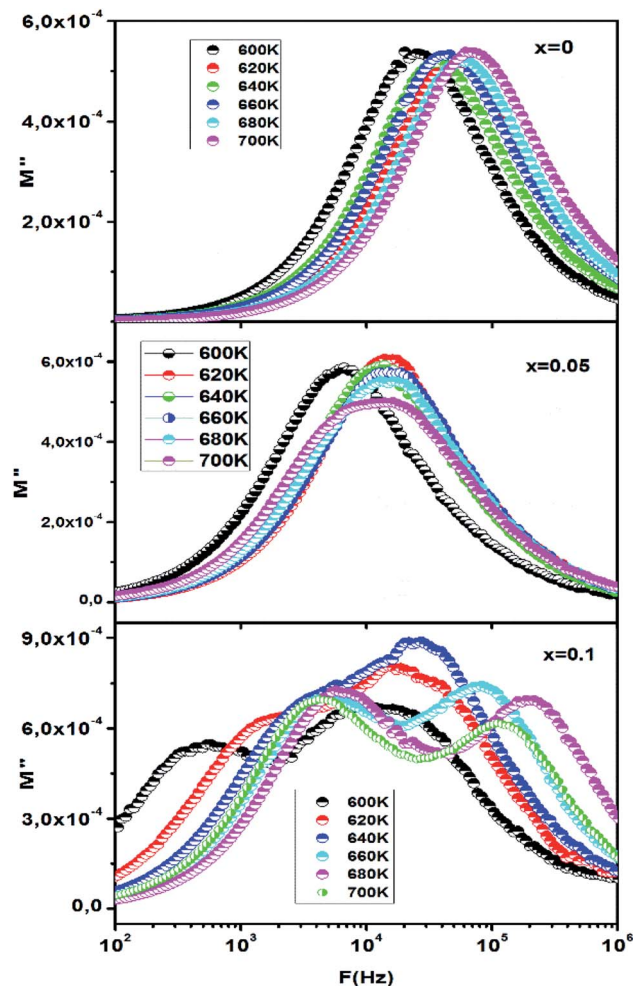 6,0x10⁻⁴
x=0
600K
620K
640K
660K
680K
700K
4,0x10⁻⁴
M"
2,0x10⁻⁴
6,0x10⁻⁴
x=0.05
600K
620K
640K
660K
680K
700K
4,0x10⁻⁴
M"
2,0x10⁻⁴
0,0
9,0x10⁻⁴
x=0.1
6,0x10⁻⁴
M"
3,0x10⁻⁴
600K
620K
640K
660K
680K
700K
0,0
10² 10³ 10⁴ 10⁵ 10⁶
F(Hz)